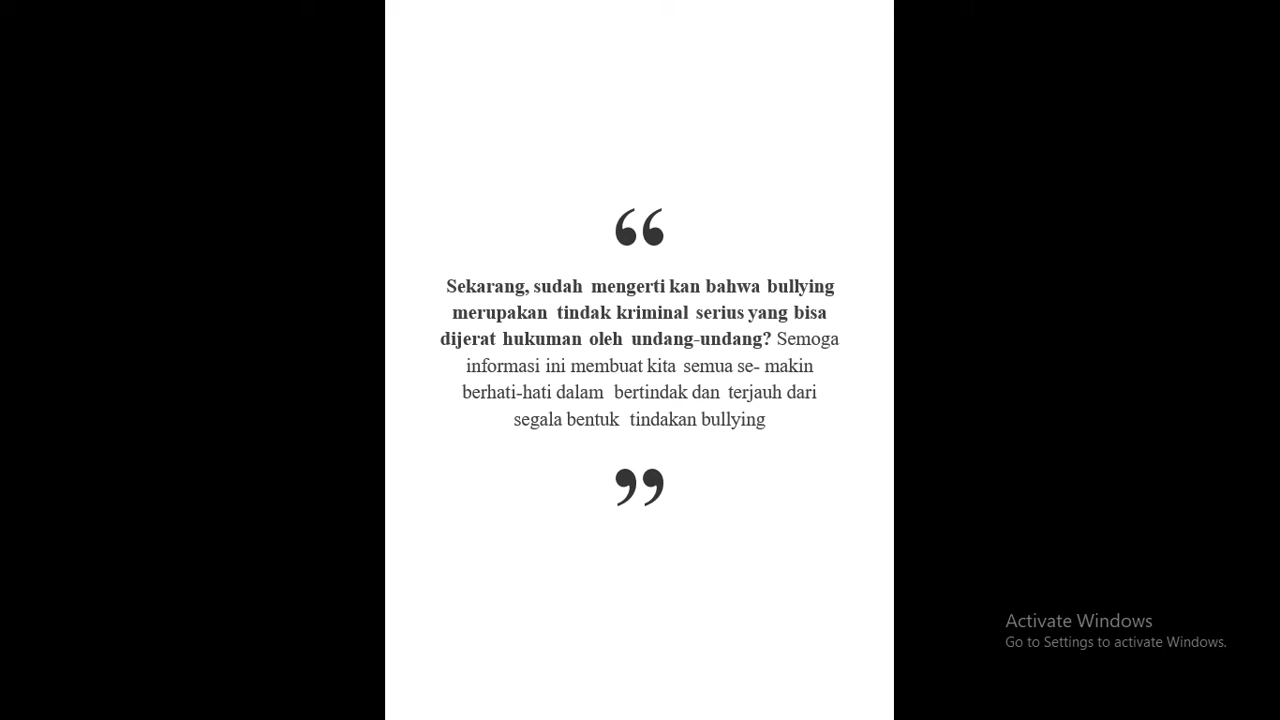 “
Sekarang, sudah mengerti kan bahwa bullying
merupakan tindak kriminal serius yang bisa
dijerat hukuman oleh undang-undang? Semoga
informasi ini membuat kita semua se- makin
berhati-hati dalam bertindak dan terjauh dari
segala bentuk tindakan bullying
”
Activate Windows
Go to Settings to activate Windows.